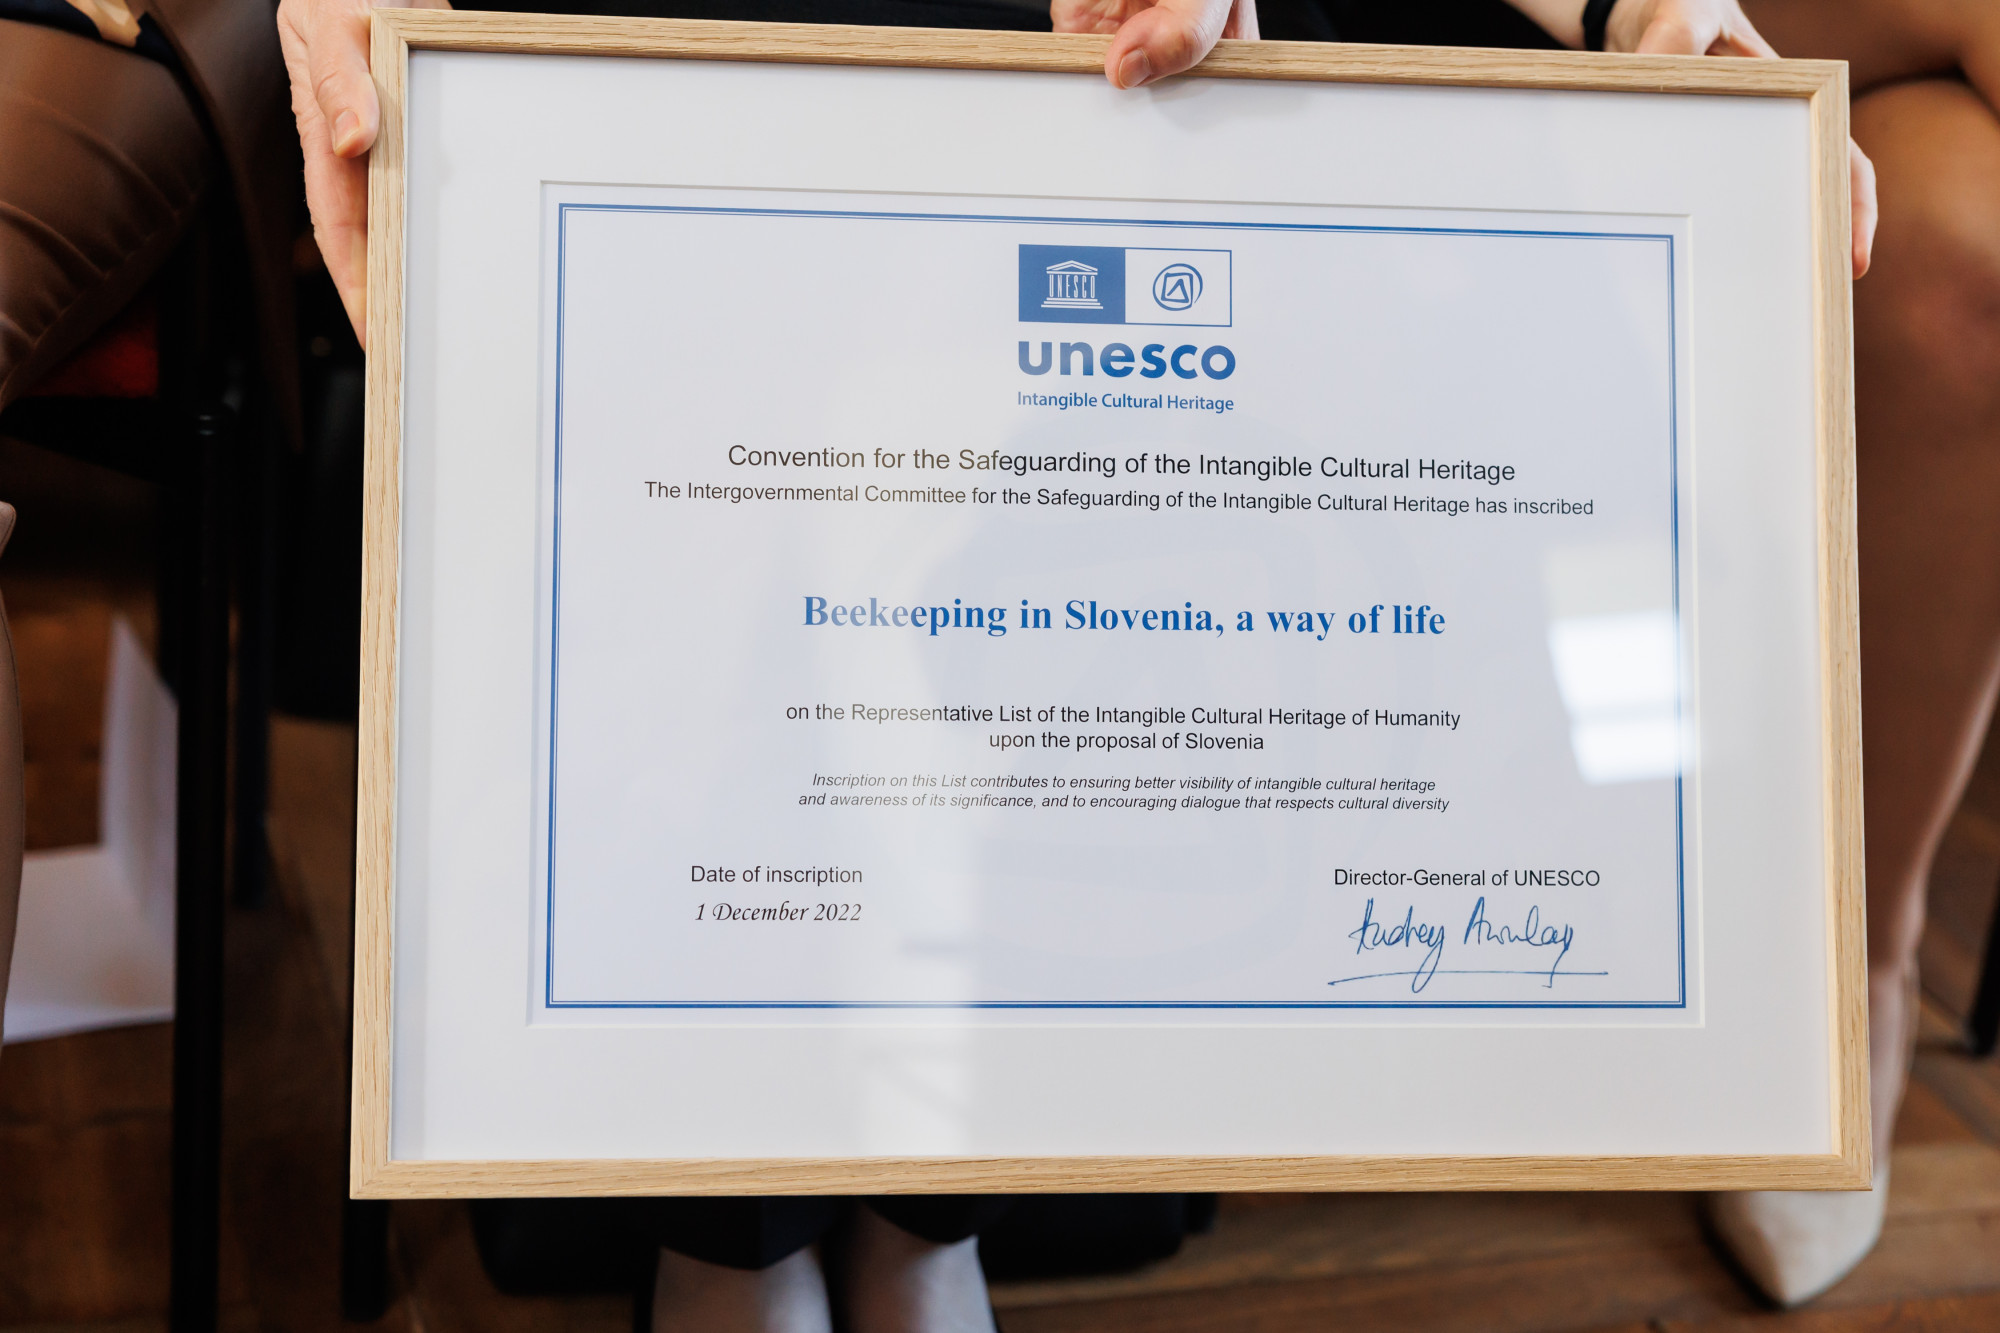 UNESCO
unesco
Intangible Cultural Heritage
Convention for the Safeguarding of the Intangible Cultural Heritage
The Intergovernmental Committee for the Safeguarding of the Intangible Cultural Heritage has inscribed
Beekeeping in Slovenia, a way of life
on the Representative List of the Intangible Cultural Heritage of Humanity
upon the proposal of Slovenia
Inscription on this List contributes to ensuring better visibility of intangible cultural heritage
and awareness of its significance, and to encouraging dialogue that respects cultural diversity
Date of inscription
1 December 2022
Director-General of UNESCO
Audrey Azoulay